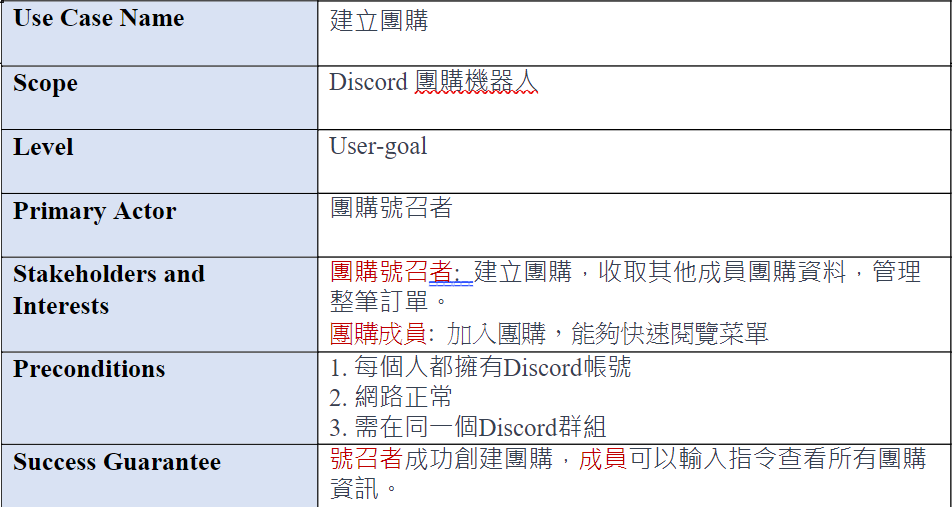 Use Case Name
建立團購
Scope
Discord 團購機器人
Level
User-goal
Primary Actor
團購號召者
Stakeholders and
Interests
團購號召者: 建立團購，收取其他成員團購資料，管理
整筆訂單。
團購成員: 加入團購，能夠快速閱覽菜單
Preconditions
1. 每個人都擁有Discord帳號
2. 網路正常
3. 需在同一個Discord群組
Success Guarantee
號召者成功創建團購，成員可以輸入指令查看所有團購
資訊。